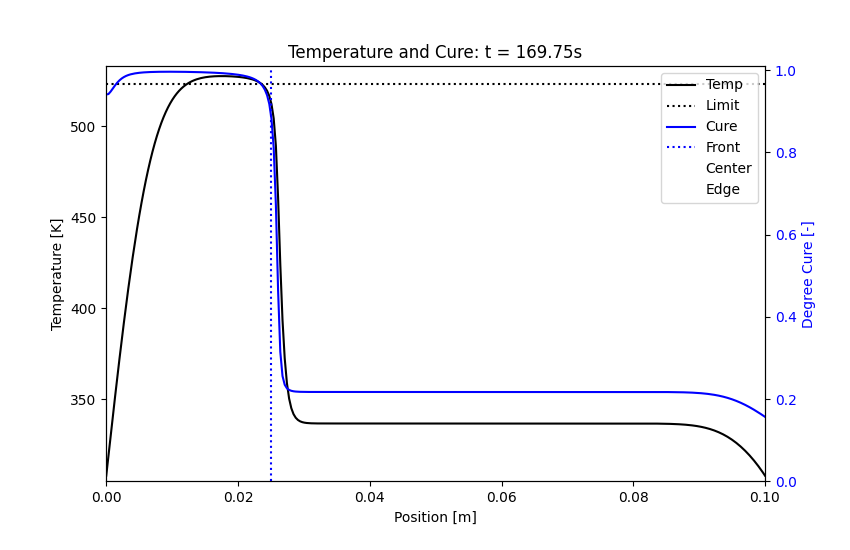 Temperature and Cure: t = 169.75s
Temp
Limit
Cure
Front
Center
Edge
500
450
400
350
Temperature [K]
1.0
0.8
0.6
0.4
0.2
0.0
Degree Cure [-]
0.00
0.02
0.04
0.06
0.08
0.10
Position [m]